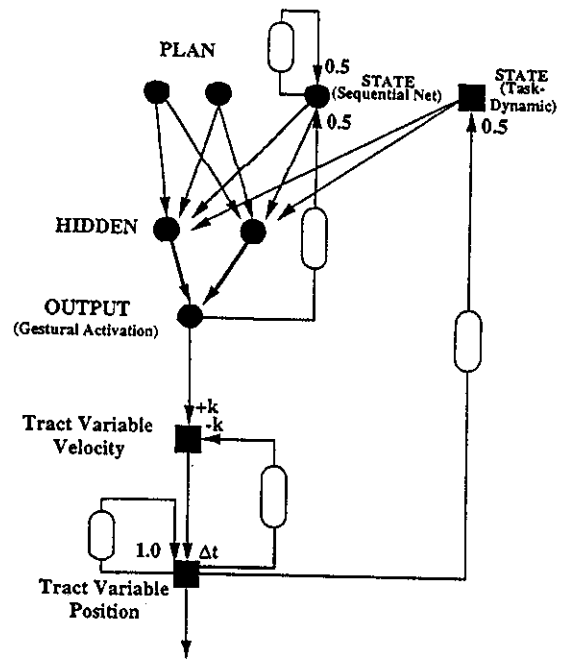 PLAN
0.5
STATE
(Sequential Net)
0.5
STATE
(Task-
Dynamic)
0.5
HIDDEN
OUTPUT
(Gestural Activation)
+k
-k
Tract Variable
Velocity
1.0
Δt
Tract Variable
Position